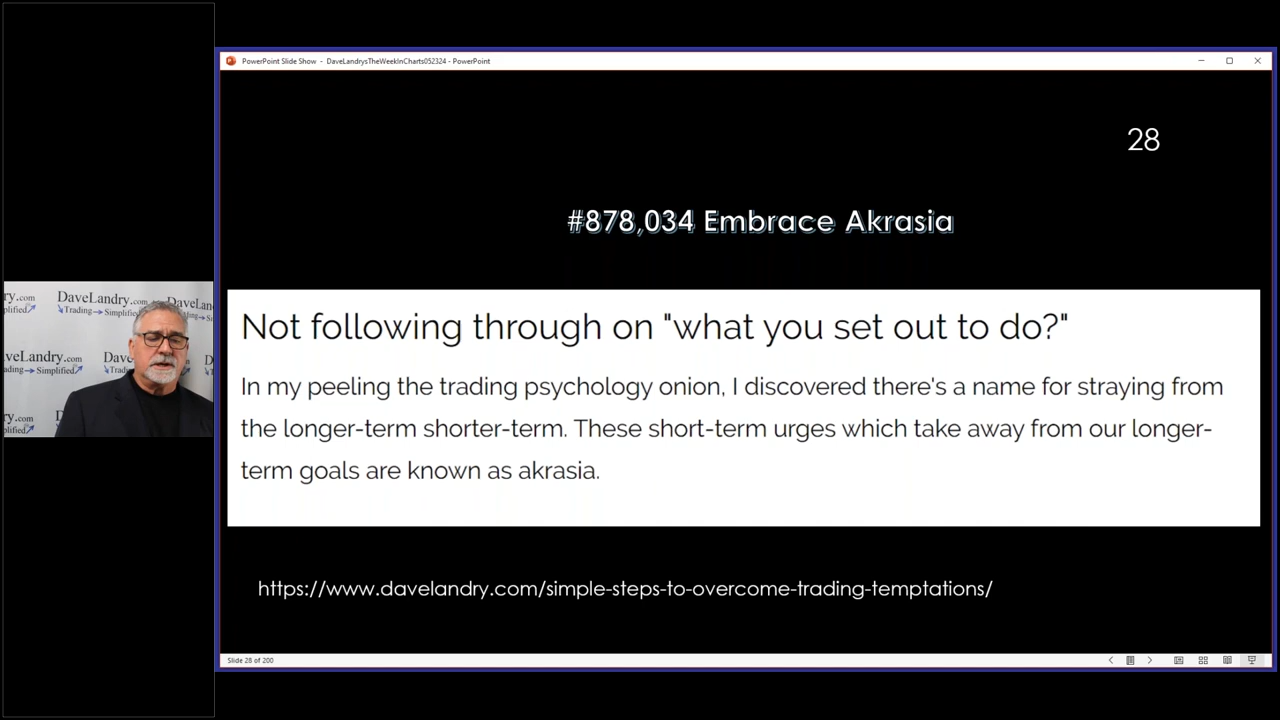 PowerPoint Slide Show - DaveLandrysTheWeekInCharts052324 - PowerPoint
28
#878,034 Embrace Akrasia
Not following through on "what you set out to do?"
In my peeling the trading psychology onion, I discovered there's a name for straying from
the longer-term shorter-term. These short-term urges which take away from our longer-
term goals are known as akrasia.
https://www.davelandry.com/simple-steps-to-overcome-trading-temptations/
Slide 28 of 200
DaveLandry.com
Trading Simplified
DaveLandry